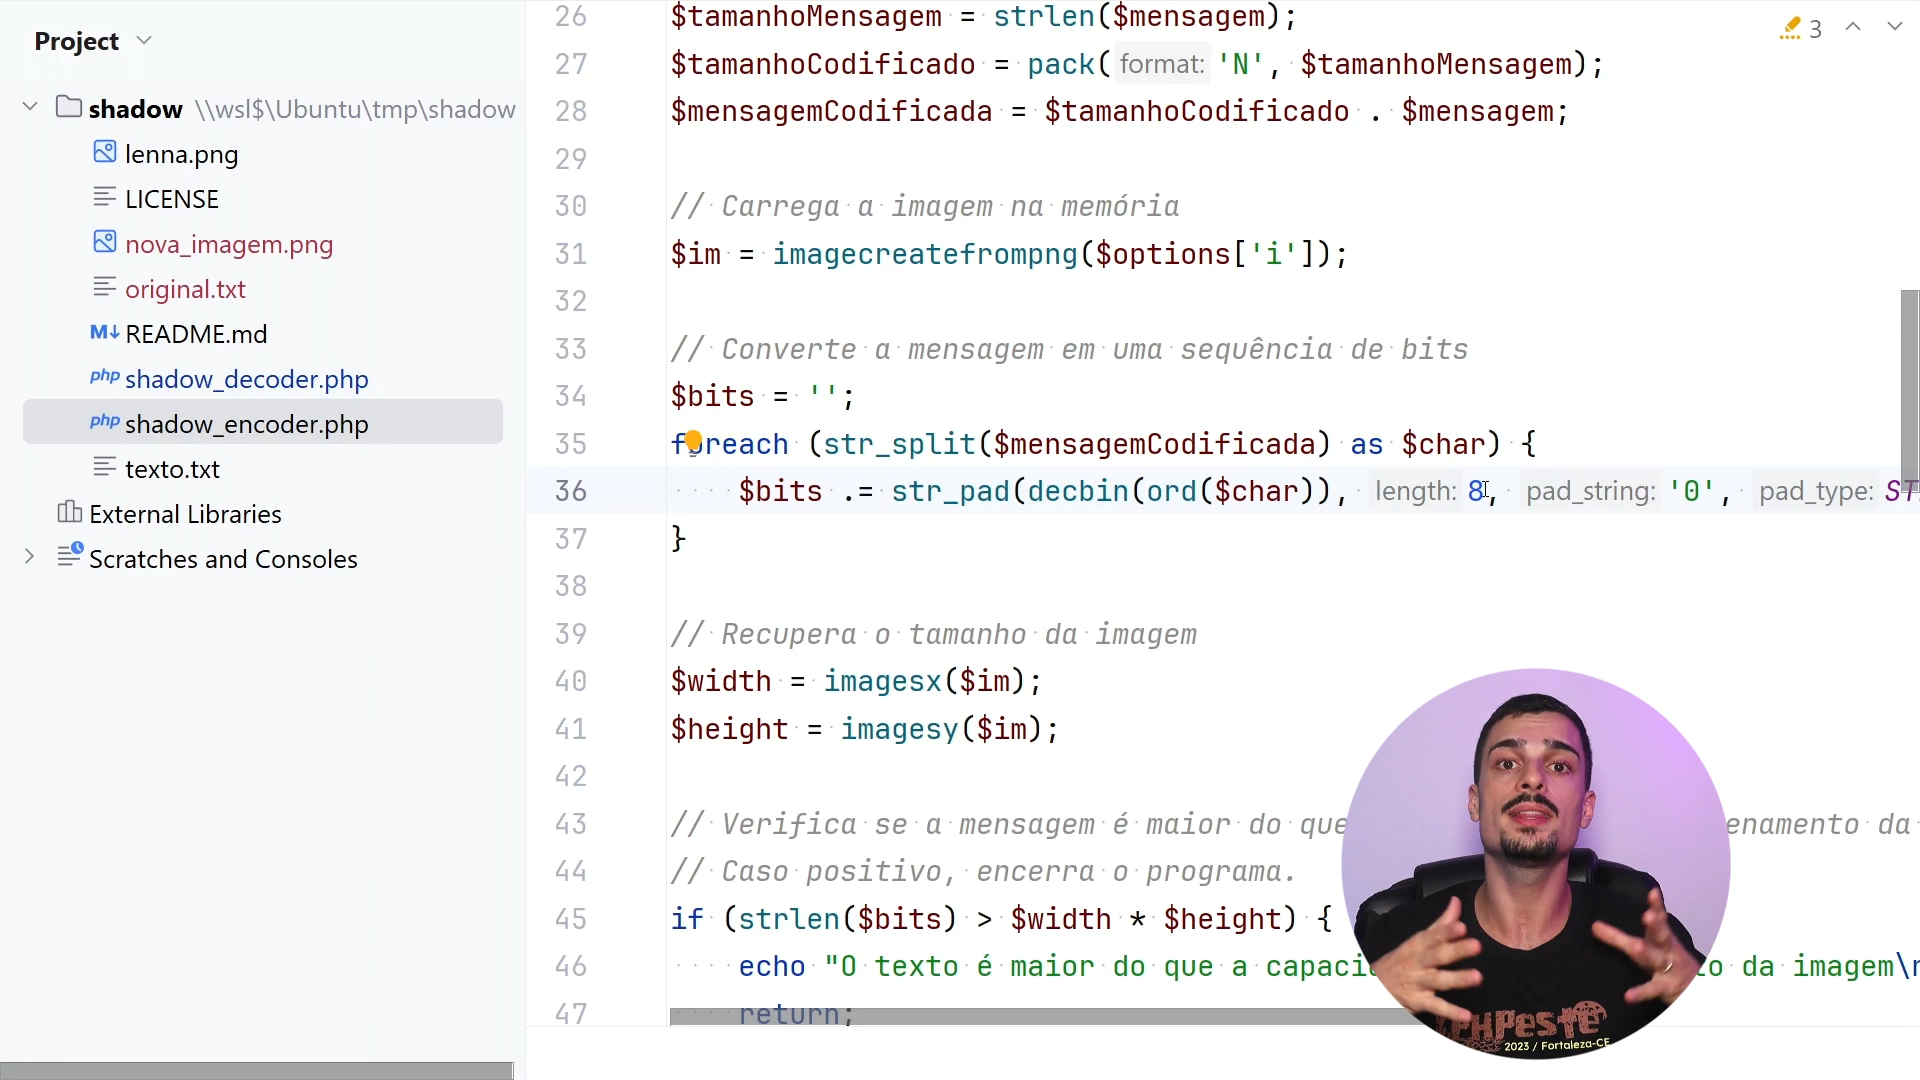 Project
shadow \\wsl$\Ubuntu\tmp\shadow
lenna.png
LICENSE
nova_imagem.png
original.txt
M↓ README.md
php shadow_decoder.php
php shadow_encoder.php
texto.txt
External Libraries
Scratches and Consoles
3
26 $tamanhoMensagem = strlen($mensagem);
27 $tamanhoCodificado = pack( format: 'N', $tamanhoMensagem);
28 $mensagemCodificada = $tamanhoCodificado . $mensagem;
29
30 // Carrega a imagem na memória
31 $im = imagecreatefrompng($options['i']);
32
33 // Converte a mensagem em uma sequência de bits
34 $bits = '';
35 foreach (str_split($mensagemCodificada) as $char) {
36 $bits .= str_pad(decbin(ord($char)), length: 8, pad_string: '0', pad_type: ST
37 }
38
39 // Recupera o tamanho da imagem
40 $width = imagesx($im);
41 $height = imagesy($im);
42
43 // Verifica se a mensagem é maior do que enamento da
44 // Caso positivo, encerra o programa.
45 if (strlen($bits) > $width * $height) {
46 echo "O texto é maior do que a capaci to da imagem\n
47 return;
PHPeste
2023 / Fortaleza-CE